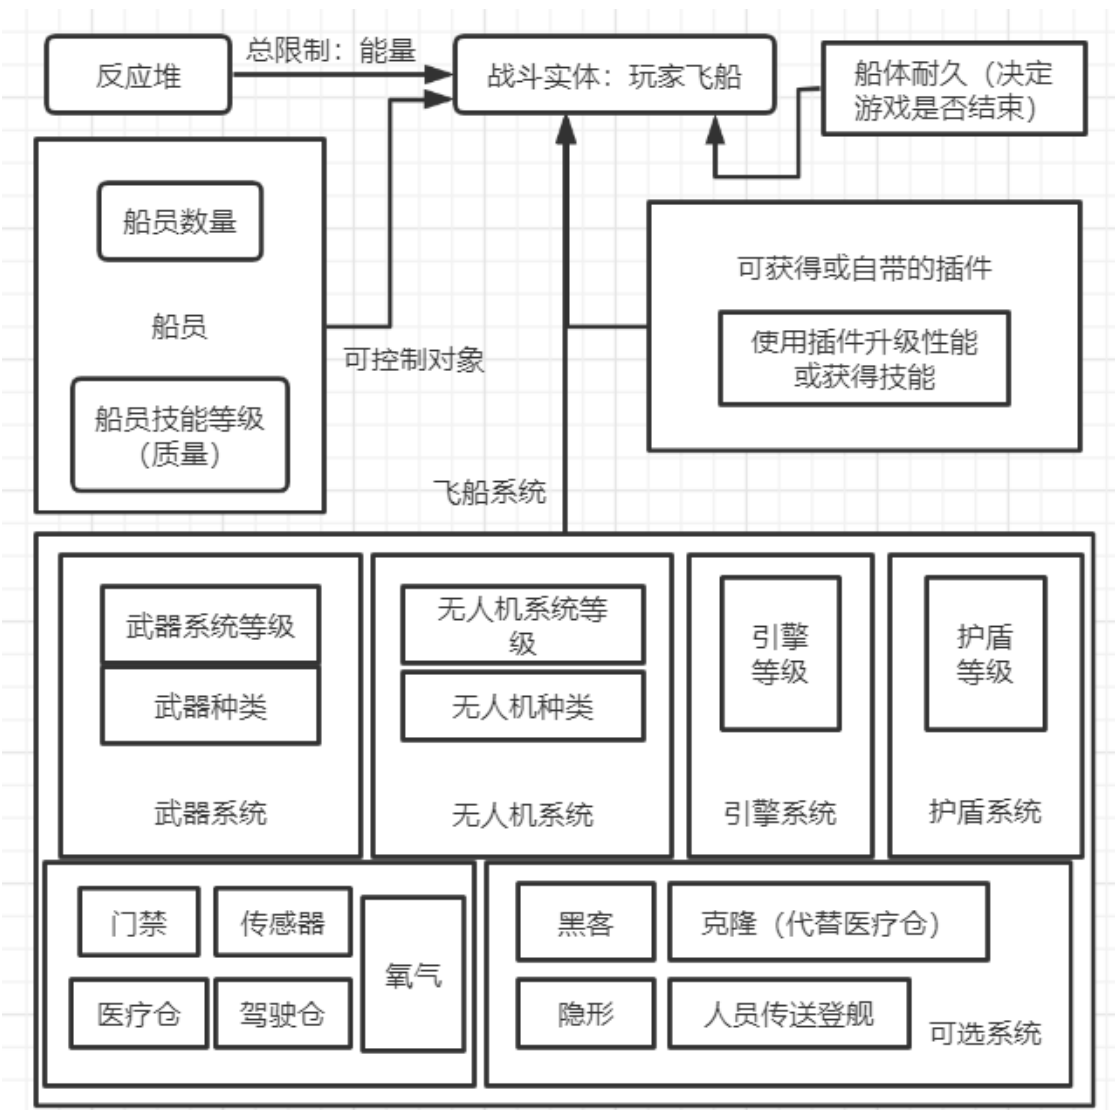 反应堆
总限制：能量
战斗实体：玩家飞船
船体耐久（决定
游戏是否结束）
船员数量
船员
船员技能等级
（质量）
可控制对象
可获得或自带的插件
使用插件升级性能
或获得技能
飞船系统
武器系统等级
武器种类
武器系统
无人机系统等
级
无人机种类
无人机系统
引擎
等级
引擎系统
护盾
等级
护盾系统
门禁
传感器
氧气
医疗仓
驾驶仓
黑客
克隆（代替医疗仓）
隐形
人员传送登舰
可选系统